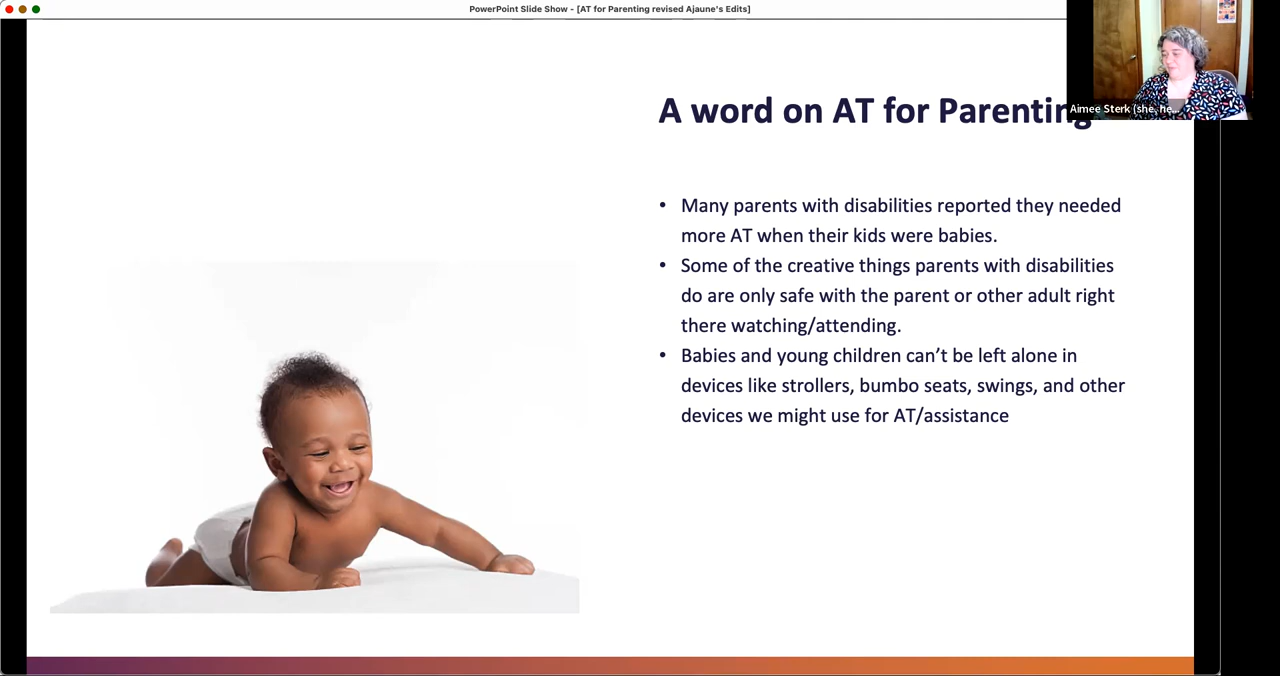 PowerPoint Slide Show - [AT for Parenting revised Ajaune's Edits]
Aimee Sterk (she, he...
A word on AT for Parenting
• Many parents with disabilities reported they needed
more AT when their kids were babies.
• Some of the creative things parents with disabilities
do are only safe with the parent or other adult right
there watching/attending.
• Babies and young children can’t be left alone in
devices like strollers, bumbo seats, swings, and other
devices we might use for AT/assistance